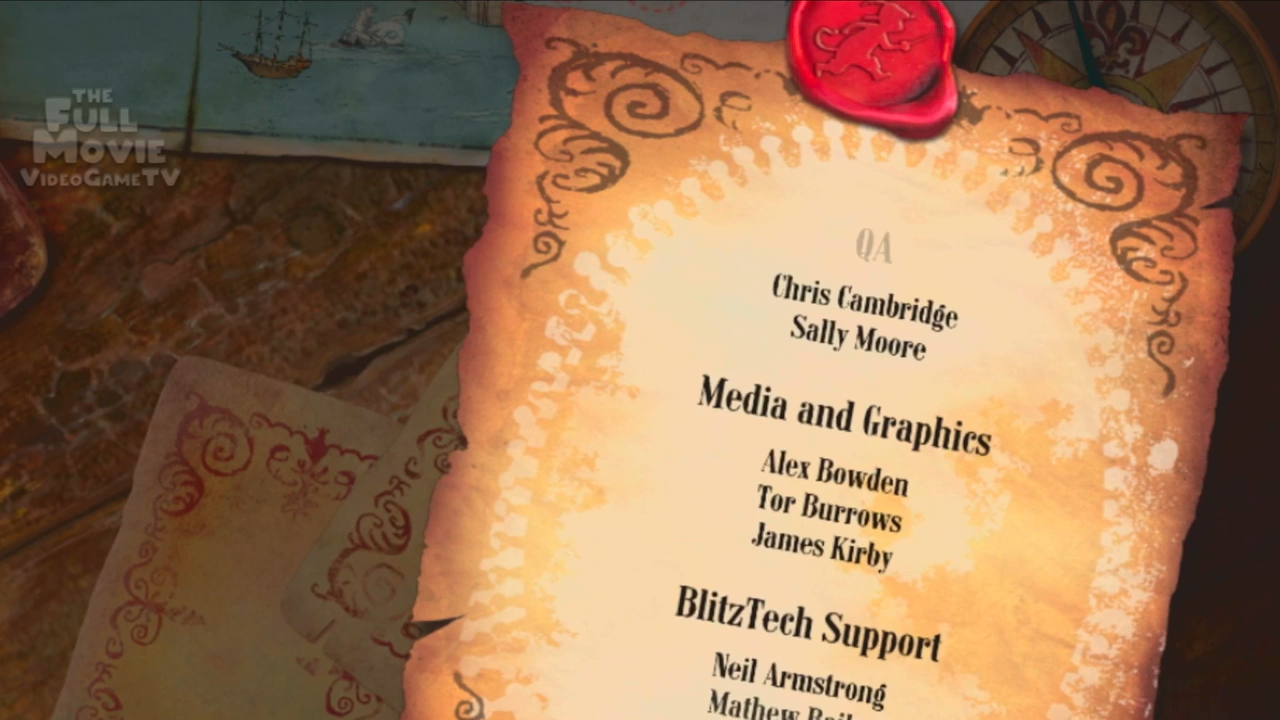 THE
FULL
MOVIE
VIDEOGAMETV
QA
Chris Cambridge
Sally Moore
Media and Graphics
Alex Bowden
Tor Burrows
James Kirby
BlitzTech Support
Neil Armstrong
Mathew